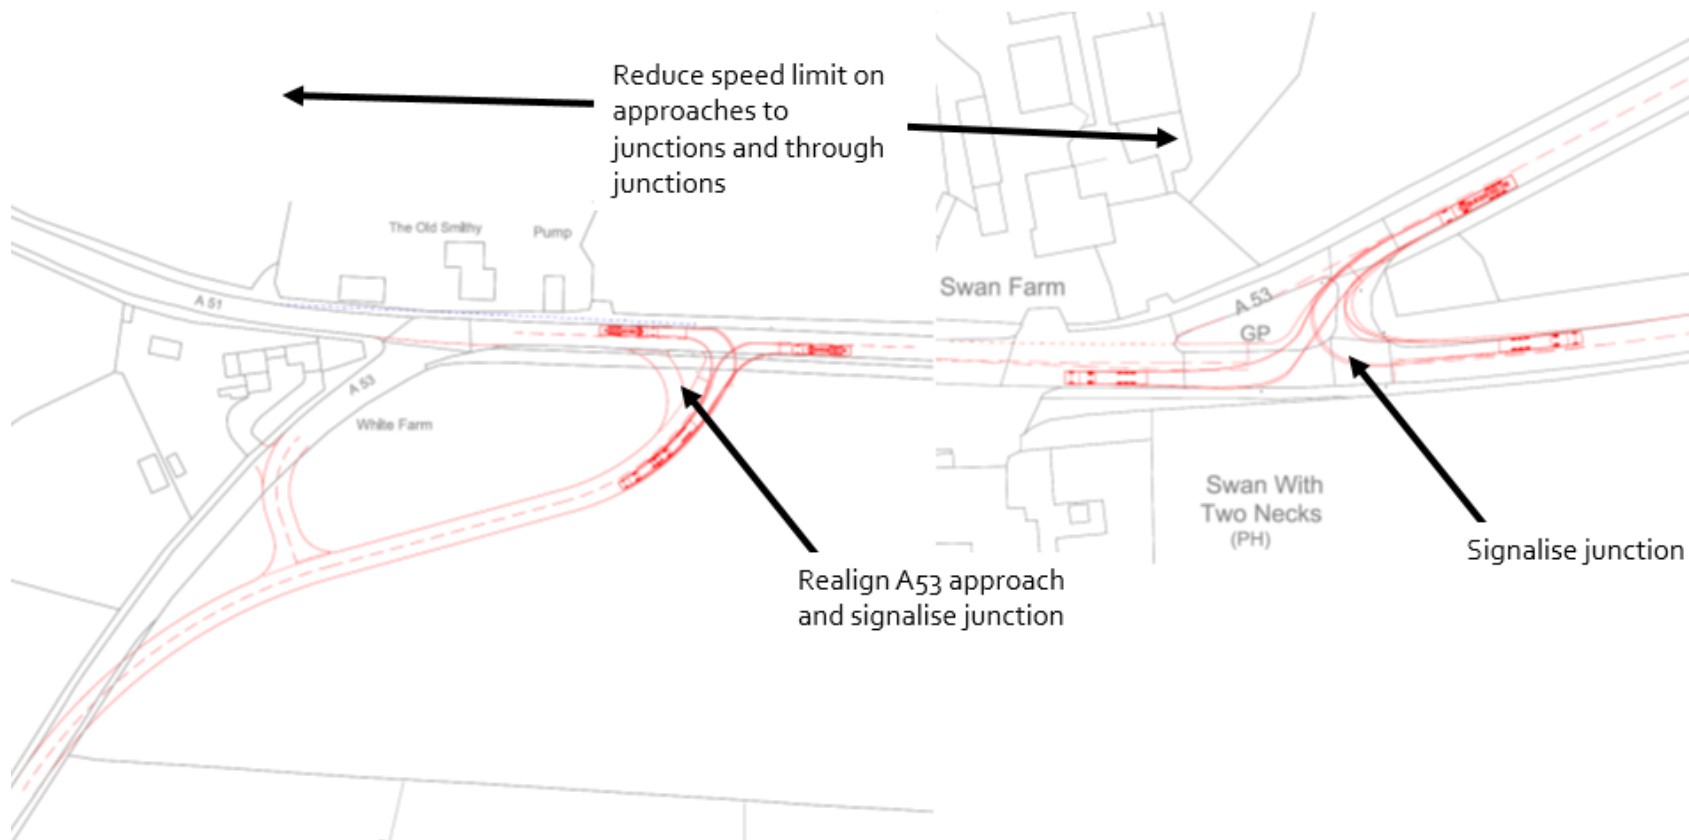 Reduce speed limit on
approaches to
junctions and through
junctions
The Old Smithy
Pump
A 51
A 53
White Farm
Swan Farm
A 53
GP
Swan With
Two Necks
(PH)
Signalise junction
Realign A53 approach
and signalise junction